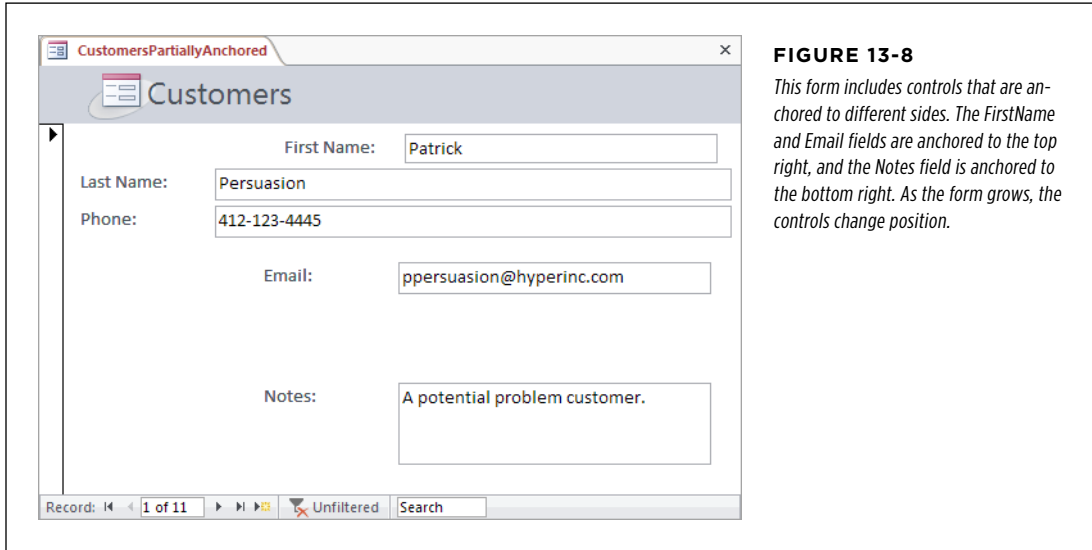 CustomersPartiallyAnchored
Customers
First Name: Patrick
Last Name: Persuasion
Phone: 412-123-4445
Email: ppersuasion@hyperinc.com
Notes: A potential problem customer.
Record: 1 of 11 Unfiltered Search
FIGURE 13-8
This form includes controls that are an-
chored to different sides. The FirstName
and Email fields are anchored to the top
right, and the Notes field is anchored to
the bottom right. As the form grows, the
controls change position.